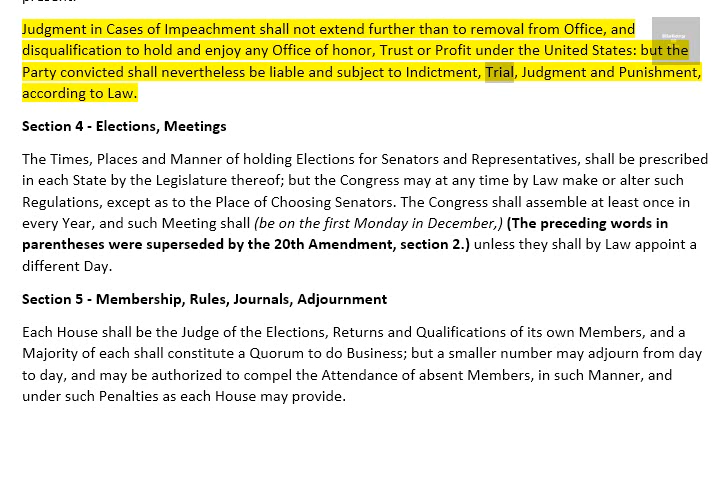 Judgment in Cases of Impeachment shall not extend further than to removal from Office, and
disqualification to hold and enjoy any Office of honor, Trust or Profit under the United States: but the
Party convicted shall nevertheless be liable and subject to Indictment, Trial, Judgment and Punishment,
according to Law.
Section 4 - Elections, Meetings
The Times, Places and Manner of holding Elections for Senators and Representatives, shall be prescribed
in each State by the Legislature thereof; but the Congress may at any time by Law make or alter such
Regulations, except as to the Place of Choosing Senators. The Congress shall assemble at least once in
every Year, and such Meeting shall (be on the first Monday in December,) (The preceding words in
parentheses were superseded by the 20th Amendment, section 2.) unless they shall by Law appoint a
different Day.
Section 5 - Membership, Rules, Journals, Adjournment
Each House shall be the Judge of the Elections, Returns and Qualifications of its own Members, and a
Majority of each shall constitute a Quorum to do Business; but a smaller number may adjourn from day
to day, and may be authorized to compel the Attendance of absent Members, in such Manner, and
under such Penalties as each House may provide.